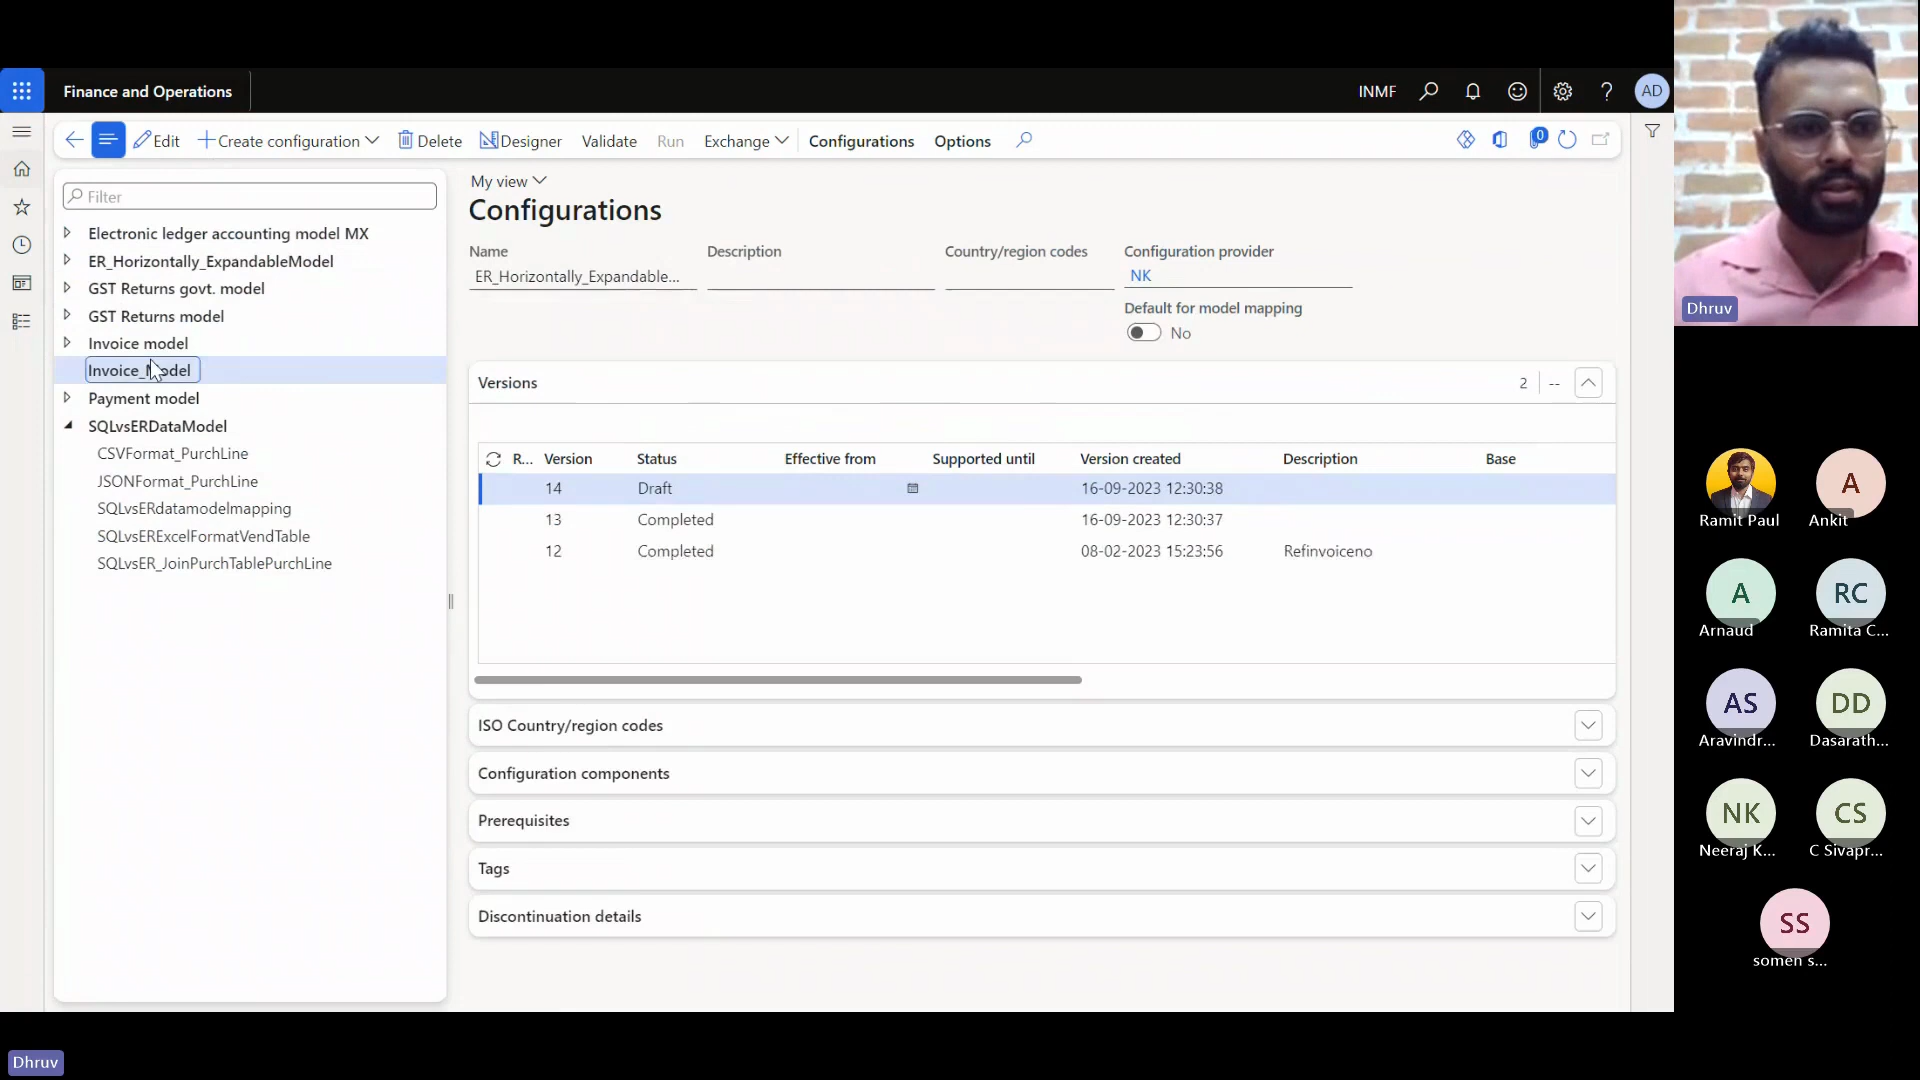 Finance and Operations
INMF
AD
Edit
Create configuration
Delete
Designer
Validate
Run
Exchange
Configurations
Options
0
Filter
Electronic ledger accounting model MX
ER_Horizontally_ExpandableModel
GST Returns govt. model
GST Returns model
Invoice model
Invoice_Model
Payment model
SQLvsERDataModel
CSVFormat_PurchLine
JSONFormat_PurchLine
SQLvsERdatamodelmapping
SQLvsERExcelFormatVendTable
SQLvsER_JoinPurchTablePurchLine
My view
Configurations
Name Description Country/region codes Configuration provider
ER_Horizontally_Expandable... NK
Default for model mapping
No
Versions 2 --
R... Version Status Effective from Supported until Version created Description Base
14 Draft 16-09-2023 12:30:38
13 Completed 16-09-2023 12:30:37
12 Completed 08-02-2023 15:23:56 Refinvoiceno
ISO Country/region codes
Configuration components
Prerequisites
Tags
Discontinuation details
Dhruv
A
Ramit Paul Ankit
A RC
Arnaud Ramita C...
AS DD
Aravindr... Dasarath...
NK CS
Neeraj K... C Sivapr...
SS
somen s...
Dhruv